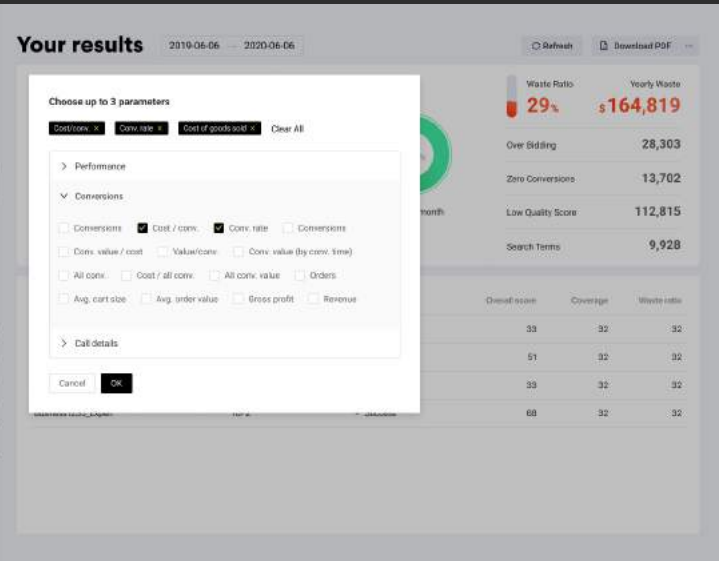 Your results 2019-06-06 — 2020-06-06 Refresh Download PDF ···
Choose up to 3 parameters
Cost/conv. × Conv. rate × Cost of goods sold × Clear All
Performance
Conversions
Conversions Cost / conv. Conv. rate Conversions
Conv. value / cost Value/conv. Conv. value (by conv. time)
All conv. Cost / all conv. All conv. value Orders
Avg. cart size Avg. order value Gross profit Revenue
Call details
Cancel OK
%
month
Waste Ratio Yearly Waste
29% $164,819
Over Bidding 28,303
Zero Conversions 13,702
Low Quality Score 112,815
Search Terms 9,928
Overall score Coverage Waste ratio
33 32 32
51 32 32
33 32 32
68 32 32